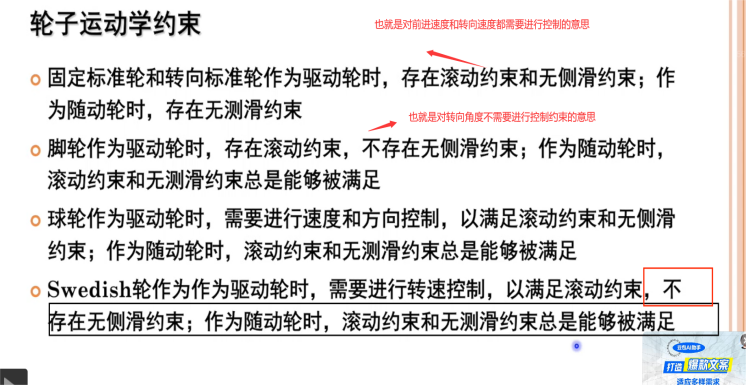 轮子运动学约束
也就是对前进速度和转向速度都需要进行控制的意思
固定标准轮和转向标准轮作为驱动轮时，存在滚动约束和无侧滑约束；作
为随动轮时，存在无测滑约束
也就是对转向角度不需要进行控制约束的意思
脚轮作为驱动轮时，存在滚动约束，不存在无侧滑约束；作为随动轮时，
滚动约束和无测滑约束总是能够被满足
球轮作为驱动轮时，需要进行速度和方向控制，以满足滚动约束和无侧滑
约束；作为随动轮时，滚动约束和无测滑约束总是能够被满足
Swedish轮作为作为驱动轮时，需要进行转速控制，以满足滚动约束，不
存在无侧滑约束；作为随动轮时，滚动约束和无测滑约束总是能够被满足
打造 爆款文案
适应多样需求